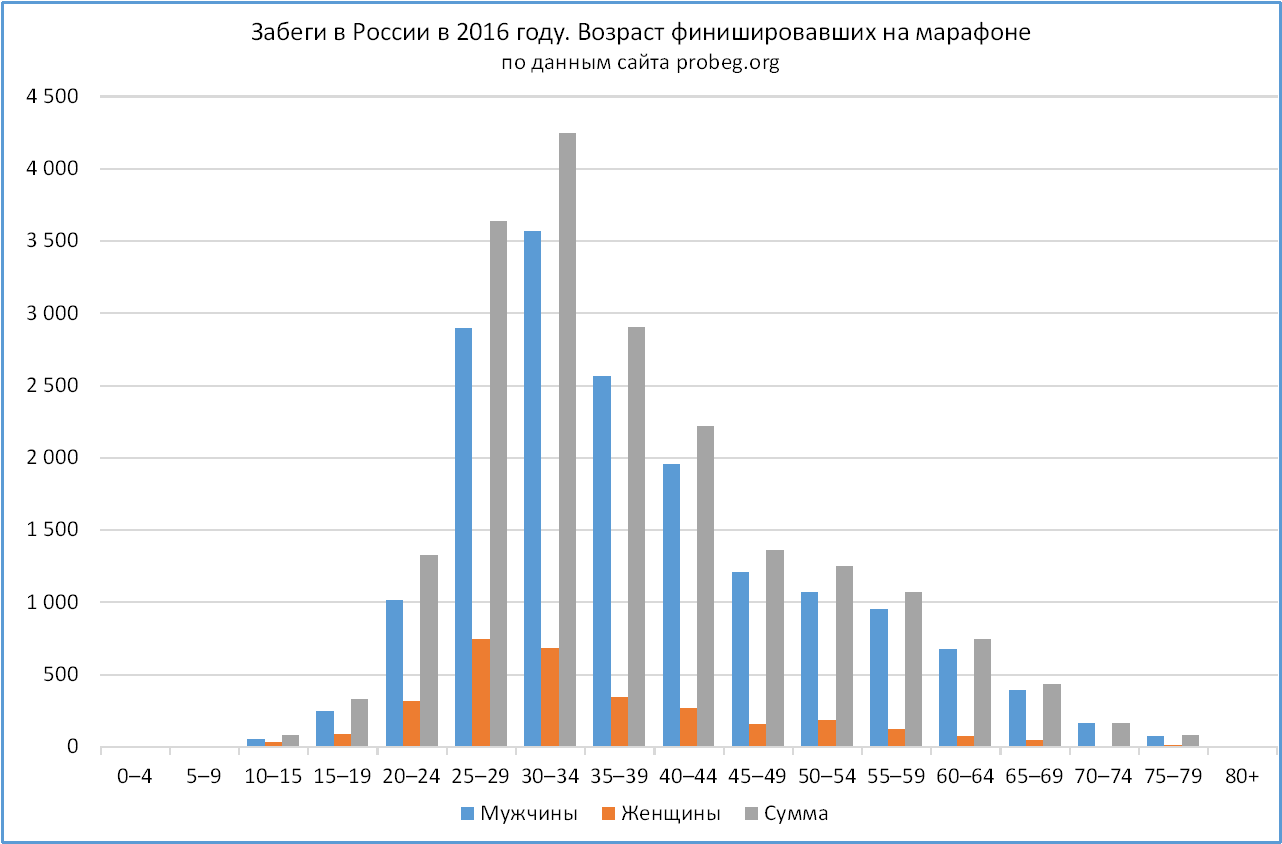 Забеги в России в 2016 году. Возраст финишировавших на марафоне
по данным сайта probeg.org
4 500
4 000
3 500
3 000
2 500
2 000
1 500
1 000
500
0
0–4 5–9 10–15 15–19 20–24 25–29 30–34 35–39 40–44 45–49 50–54 55–59 60–64 65–69 70–74 75–79 80+
Мужчины Женщины Сумма